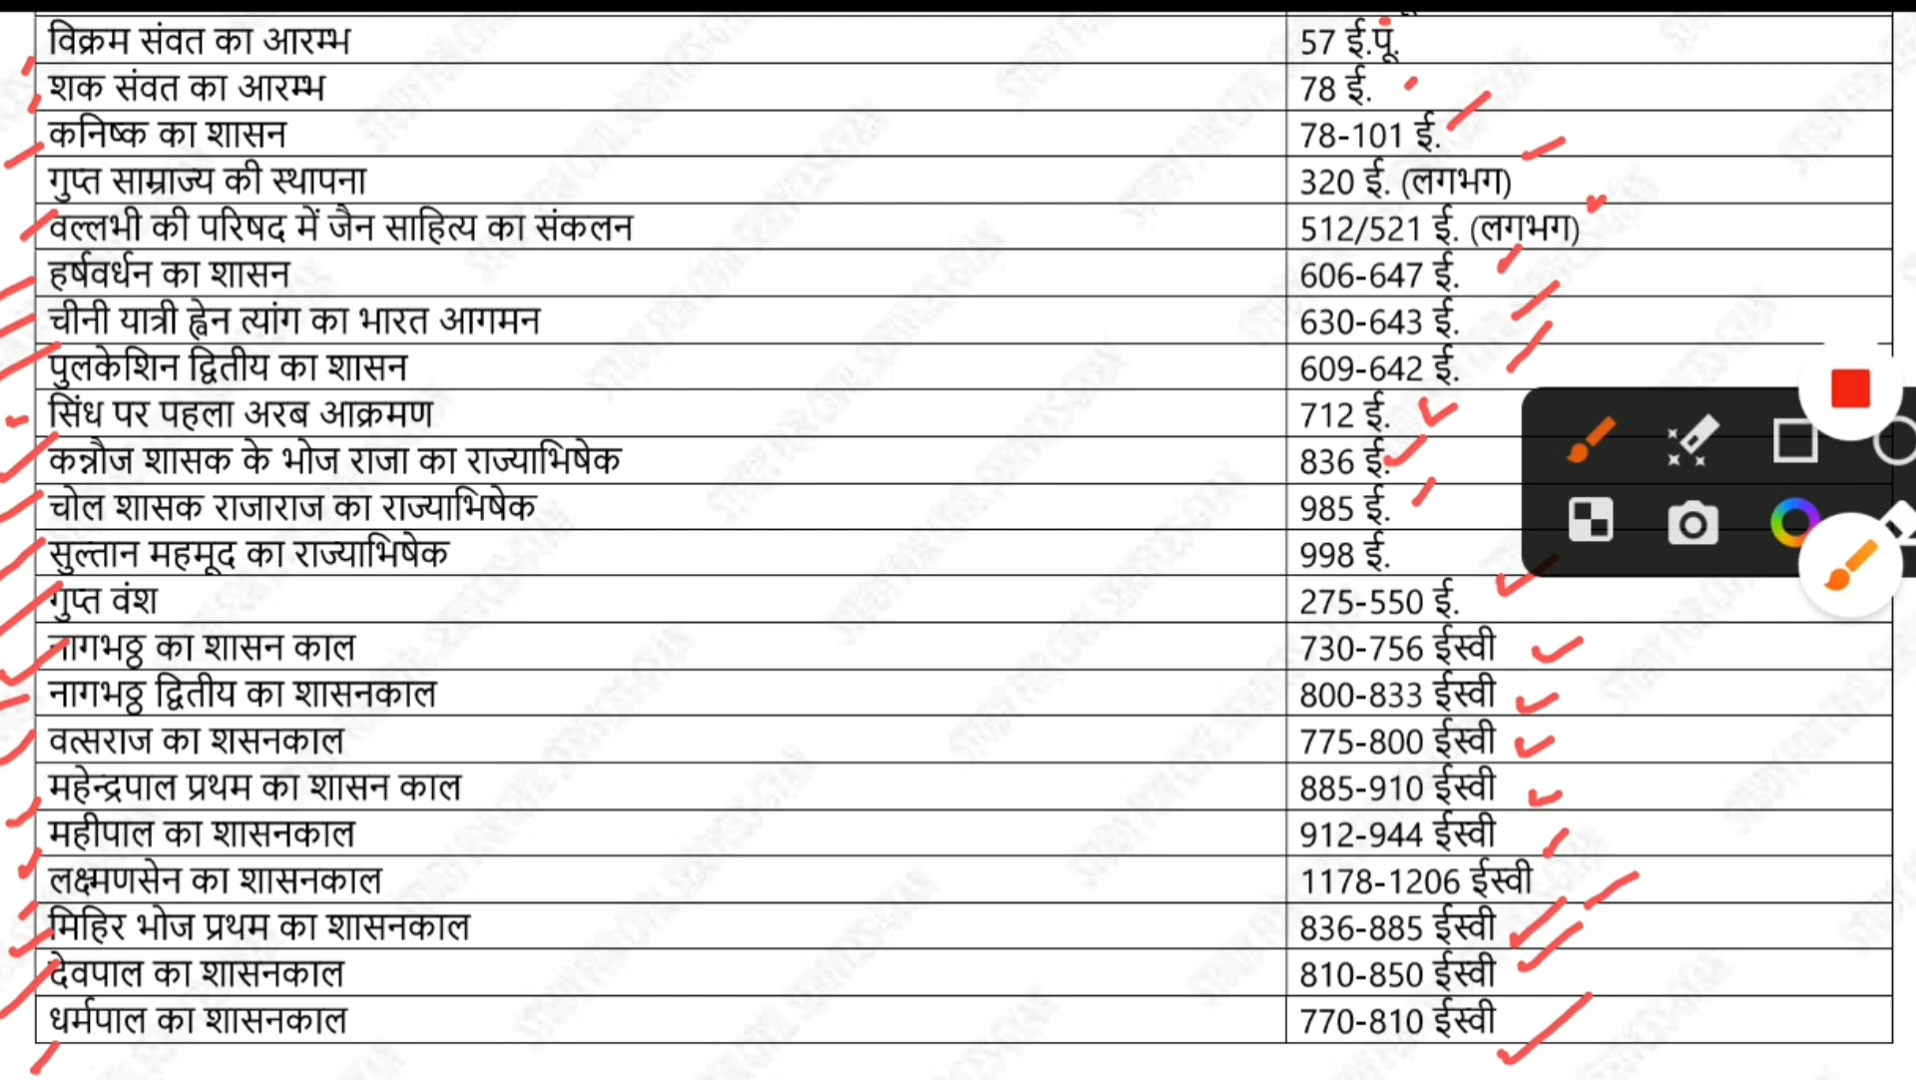 विक्रम संवत का आरम्भ 57 ई.पू.
शक संवत का आरम्भ 78 ई.
कनिष्क का शासन 78-101 ई.
गुप्त साम्राज्य की स्थापना 320 ई. (लगभग)
वल्लभी की परिषद में जैन साहित्य का संकलन 512/521 ई. (लगभग)
हर्षवर्धन का शासन 606-647 ई.
चीनी यात्री ह्वेन त्यांग का भारत आगमन 630-643 ई.
पुलकेशिन द्वितीय का शासन 609-642 ई.
सिंध पर पहला अरब आक्रमण 712 ई.
कन्नौज शासक के भोज राजा का राज्याभिषेक 836 ई.
चोल शासक राजाराज का राज्याभिषेक 985 ई.
सुल्तान महमूद का राज्याभिषेक 998 ई.
गुप्त वंश 275-550 ई.
नागभठ्ठ का शासन काल 730-756 ईस्वी
नागभठ्ठ द्वितीय का शासनकाल 800-833 ईस्वी
वत्सराज का शसनकाल 775-800 ईस्वी
महेन्द्रपाल प्रथम का शासन काल 885-910 ईस्वी
महीपाल का शासनकाल 912-944 ईस्वी
लक्ष्मणसेन का शासनकाल 1178-1206 ईस्वी
मिहिर भोज प्रथम का शासनकाल 836-885 ईस्वी
देवपाल का शासनकाल 810-850 ईस्वी
धर्मपाल का शासनकाल 770-810 ईस्वी